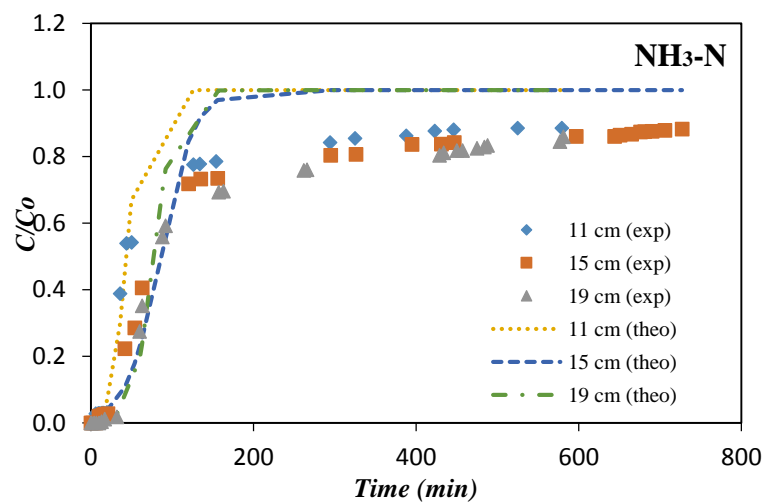 NH3-N
1.2
1.0
0.8
0.6
0.4
0.2
0.0
C/Co
11 cm (exp)
15 cm (exp)
19 cm (exp)
11 cm (theo)
15 cm (theo)
19 cm (theo)
0 200 400 600 800
Time (min)